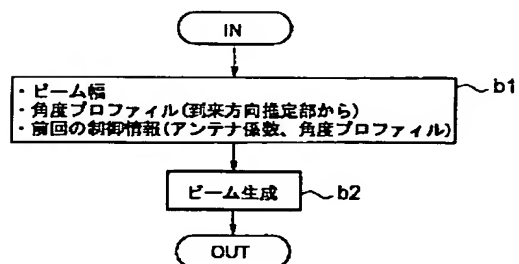 IN
・ビーム幅
・角度プロファイル(到来方向推定部から)
・前回の制御情報(アンテナ係数、角度プロファイル)
b1
ビーム生成
b2
OUT